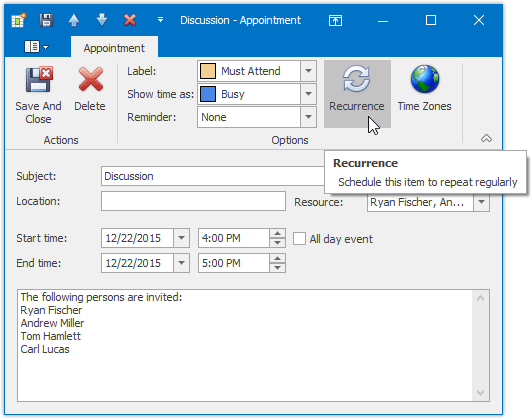 Discussion - Appointment
Appointment
Save And Close
Delete
Label: Must Attend
Show time as: Busy
Reminder: None
Recurrence
Time Zones
Actions
Options
Recurrence
Schedule this item to repeat regularly
Subject: Discussion
Location:
Resource: Ryan Fischer, An...
Start time: 12/22/2015 4:00 PM All day event
End time: 12/22/2015 5:00 PM
The following persons are invited:
Ryan Fischer
Andrew Miller
Tom Hamlett
Carl Lucas